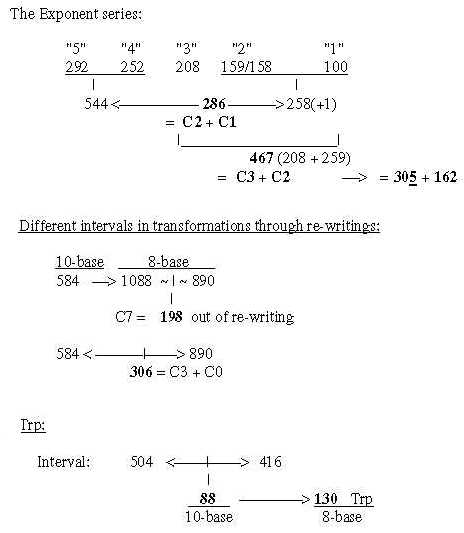 The Exponent series:
"5" "4" "3" "2" "1"
292 252 208 159/158 100
544 <———— 286 ————> 258(+1)
= C2 + C1
467 (208 + 259)
= C3 + C2 —> = 305 + 162
Different intervals in transformations through re-writings:
10-base 8-base
584 —> 1088 ~ | ~ 890
C7 = 198 out of re-writing
584 <———|———> 890
306 = C3 + C0
Trp:
Interval: 504 <———|———> 416
88 ————> 130 Trp
10-base 8-base